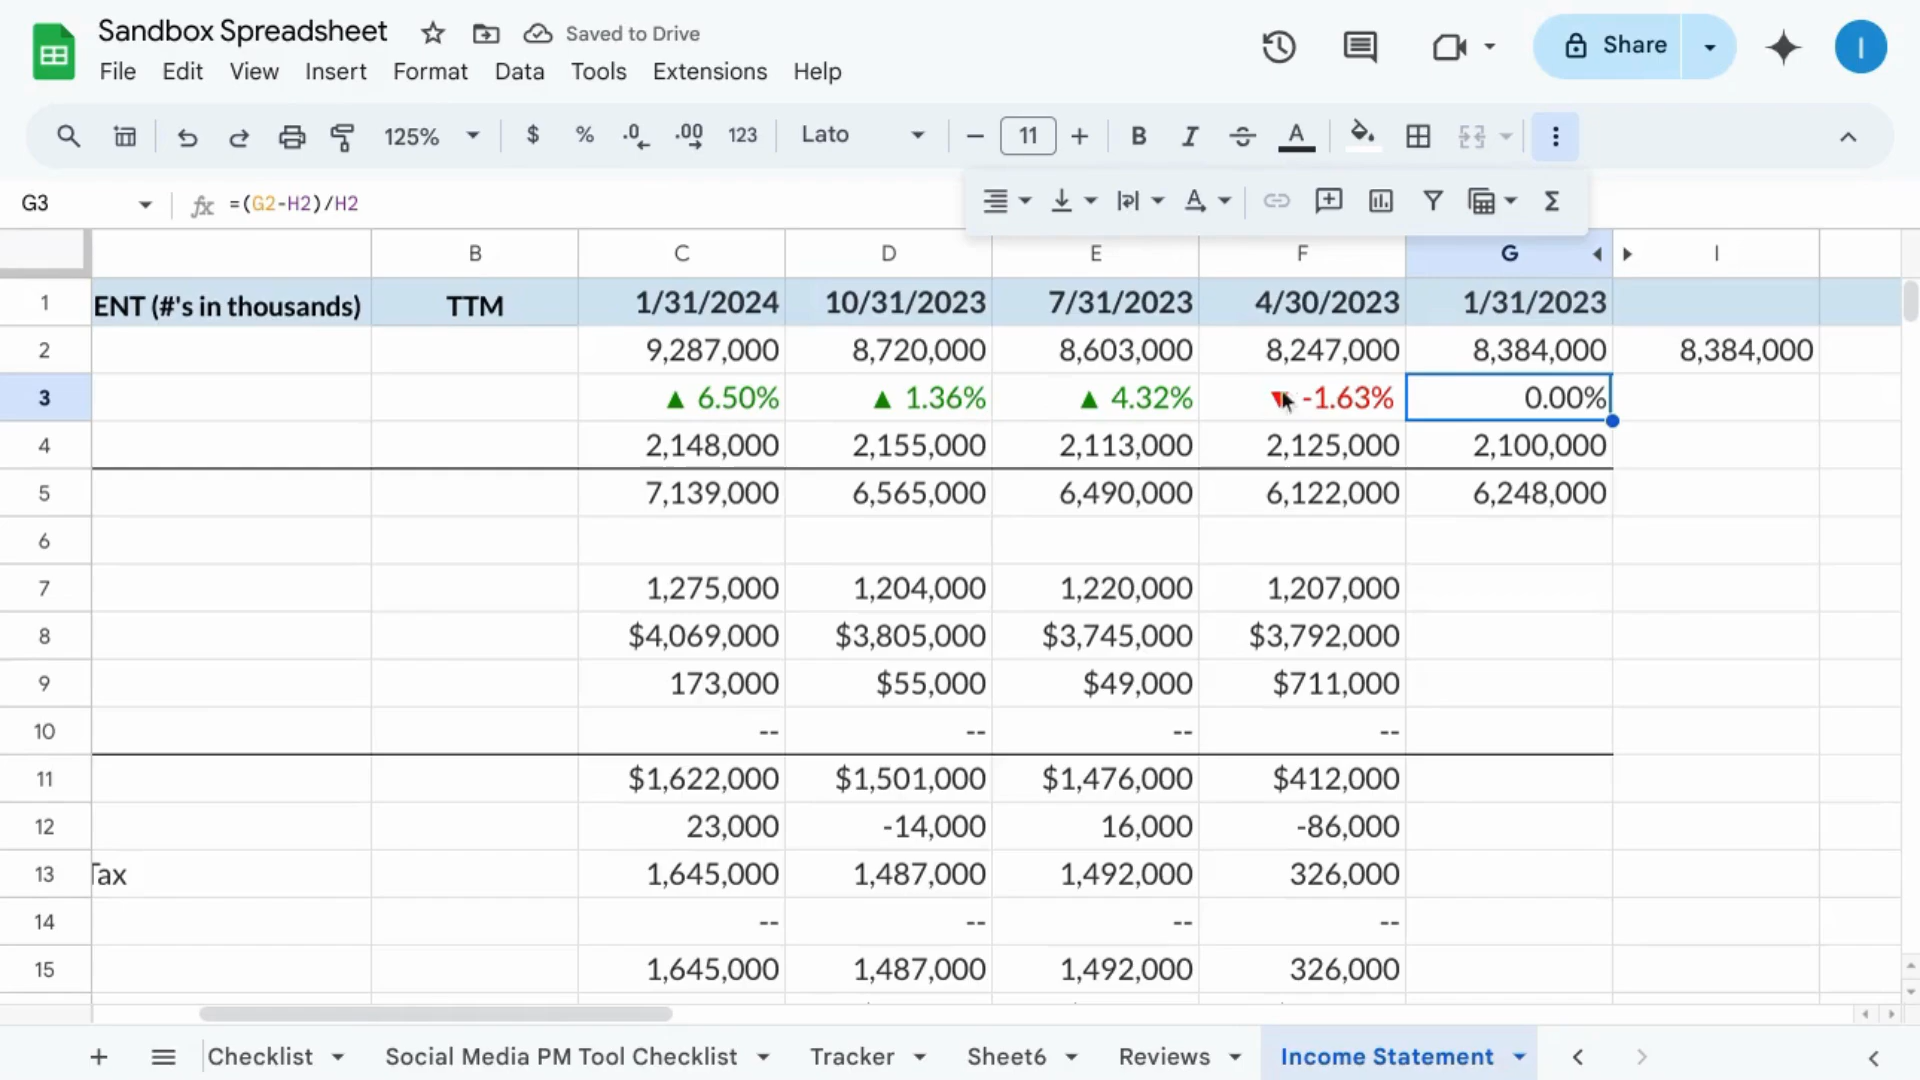 Sandbox Spreadsheet
Saved to Drive
Share
I
File Edit View Insert Format Data Tools Extensions Help
125% $ % .0 .00 123 Lato 11 B I A
G3 fx =(G2-H2)/H2
B C D E F G I
1 ENT (#'s in thousands) TTM 1/31/2024 10/31/2023 7/31/2023 4/30/2023 1/31/2023
2 9,287,000 8,720,000 8,603,000 8,247,000 8,384,000 8,384,000
3 ▲ 6.50% ▲ 1.36% ▲ 4.32% ▼ -1.63% 0.00%
4 2,148,000 2,155,000 2,113,000 2,125,000 2,100,000
5 7,139,000 6,565,000 6,490,000 6,122,000 6,248,000
6
7 1,275,000 1,204,000 1,220,000 1,207,000
8 $4,069,000 $3,805,000 $3,745,000 $3,792,000
9 173,000 $55,000 $49,000 $711,000
10 -- -- -- --
11 $1,622,000 $1,501,000 $1,476,000 $412,000
12 23,000 -14,000 16,000 -86,000
13 Tax 1,645,000 1,487,000 1,492,000 326,000
14 -- -- -- --
15 1,645,000 1,487,000 1,492,000 326,000
Checklist Social Media PM Tool Checklist Tracker Sheet6 Reviews Income Statement